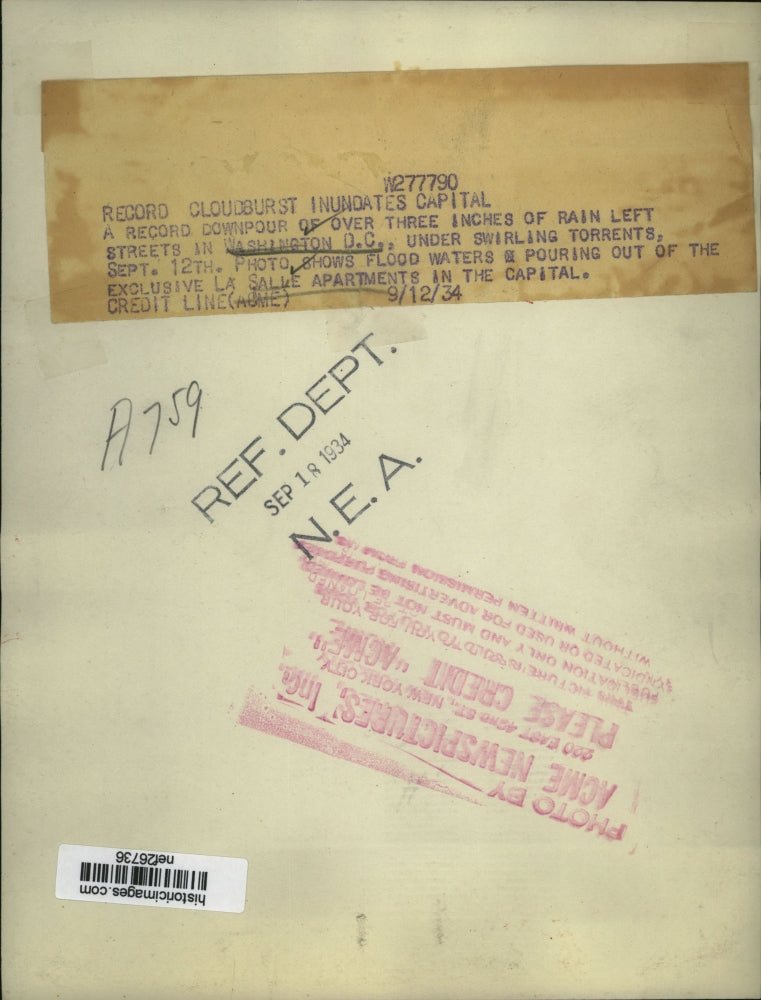 W277790
RECORD CLOUDBURST INUNDATES CAPITAL
A RECORD DOWNPOUR OF OVER THREE INCHES OF RAIN LEFT
STREETS IN WASHINGTON D.C., UNDER SWIRLING TORRENTS,
SEPT. 12TH. PHOTO SHOWS FLOOD WATERS POURING OUT OF THE
EXCLUSIVE LA SALLE APARTMENTS IN THE CAPITAL.
CREDIT LINE(ACME) 9/12/34
A759
REF. DEPT.
SEP 18 1934
N.E.A.
PHOTO BY
ACME NEWSPICTURES, Inc.
220 EAST 42ND ST., NEW YORK CITY
PLEASE CREDIT "ACME"
THIS PICTURE IS SOLD TO YOU FOR YOUR
PUBLICATION ONLY AND MUST NOT BE LOANED
SYNDICATED OR USED FOR ADVERTISING PURPOSES
WITHOUT WRITTEN PERMISSION FROM US.
historicimages.com
nef26736